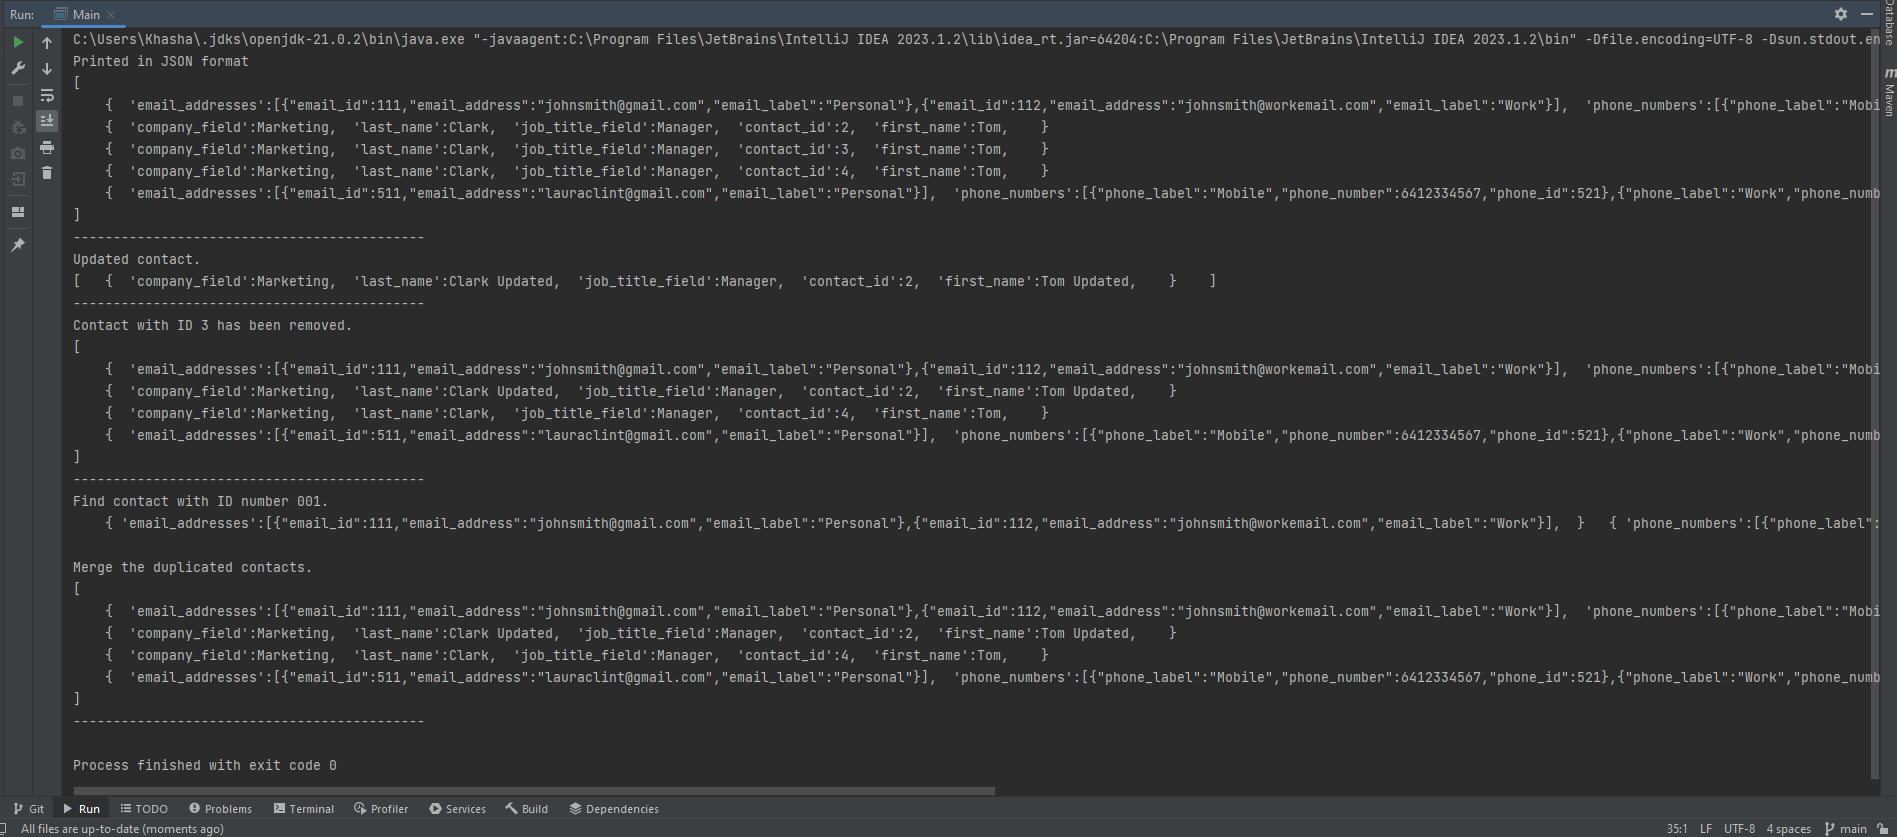 Run: Main
C:\Users\Khasha\.jdks\openjdk-21.0.2\bin\java.exe "-javaagent:C:\Program Files\JetBrains\IntelliJ IDEA 2023.1.2\lib\idea_rt.jar=64204:C:\Program Files\JetBrains\IntelliJ IDEA 2023.1.2\bin" -Dfile.encoding=UTF-8 -Dsun.stdout.en
Printed in JSON format
[
    {  'email_addresses':[{"email_id":111,"email_address":"johnsmith@gmail.com","email_label":"Personal"},{"email_id":112,"email_address":"johnsmith@workemail.com","email_label":"Work"}],  'phone_numbers':[{"phone_label":"Mobi
    {  'company_field':Marketing,  'last_name':Clark,  'job_title_field':Manager,  'contact_id':2,  'first_name':Tom,    }
    {  'company_field':Marketing,  'last_name':Clark,  'job_title_field':Manager,  'contact_id':3,  'first_name':Tom,    }
    {  'company_field':Marketing,  'last_name':Clark,  'job_title_field':Manager,  'contact_id':4,  'first_name':Tom,    }
    {  'email_addresses':[{"email_id":511,"email_address":"lauraclint@gmail.com","email_label":"Personal"}],  'phone_numbers':[{"phone_label":"Mobile","phone_number":6412334567,"phone_id":521},{"phone_label":"Work","phone_numb
]
--------------------------------------------
Updated contact.
[   {  'company_field':Marketing,  'last_name':Clark Updated,  'job_title_field':Manager,  'contact_id':2,  'first_name':Tom Updated,    }    ]
--------------------------------------------
Contact with ID 3 has been removed.
[
    {  'email_addresses':[{"email_id":111,"email_address":"johnsmith@gmail.com","email_label":"Personal"},{"email_id":112,"email_address":"johnsmith@workemail.com","email_label":"Work"}],  'phone_numbers':[{"phone_label":"Mobi
    {  'company_field':Marketing,  'last_name':Clark Updated,  'job_title_field':Manager,  'contact_id':2,  'first_name':Tom Updated,    }
    {  'company_field':Marketing,  'last_name':Clark,  'job_title_field':Manager,  'contact_id':4,  'first_name':Tom,    }
    {  'email_addresses':[{"email_id":511,"email_address":"lauraclint@gmail.com","email_label":"Personal"}],  'phone_numbers':[{"phone_label":"Mobile","phone_number":6412334567,"phone_id":521},{"phone_label":"Work","phone_numb
]
--------------------------------------------
Find contact with ID number 001.
    { 'email_addresses':[{"email_id":111,"email_address":"johnsmith@gmail.com","email_label":"Personal"},{"email_id":112,"email_address":"johnsmith@workemail.com","email_label":"Work"}],  }   { 'phone_numbers':[{"phone_label":
Merge the duplicated contacts.
[
    {  'email_addresses':[{"email_id":111,"email_address":"johnsmith@gmail.com","email_label":"Personal"},{"email_id":112,"email_address":"johnsmith@workemail.com","email_label":"Work"}],  'phone_numbers':[{"phone_label":"Mobi
    {  'company_field':Marketing,  'last_name':Clark Updated,  'job_title_field':Manager,  'contact_id':2,  'first_name':Tom Updated,    }
    {  'company_field':Marketing,  'last_name':Clark,  'job_title_field':Manager,  'contact_id':4,  'first_name':Tom,    }
    {  'email_addresses':[{"email_id":511,"email_address":"lauraclint@gmail.com","email_label":"Personal"}],  'phone_numbers':[{"phone_label":"Mobile","phone_number":6412334567,"phone_id":521},{"phone_label":"Work","phone_numb
]
--------------------------------------------
Process finished with exit code 0
Database
m Maven
Git Run TODO Problems Terminal Profiler Services Build Dependencies
All files are up-to-date (moments ago) 35:1 LF UTF-8 4 spaces main